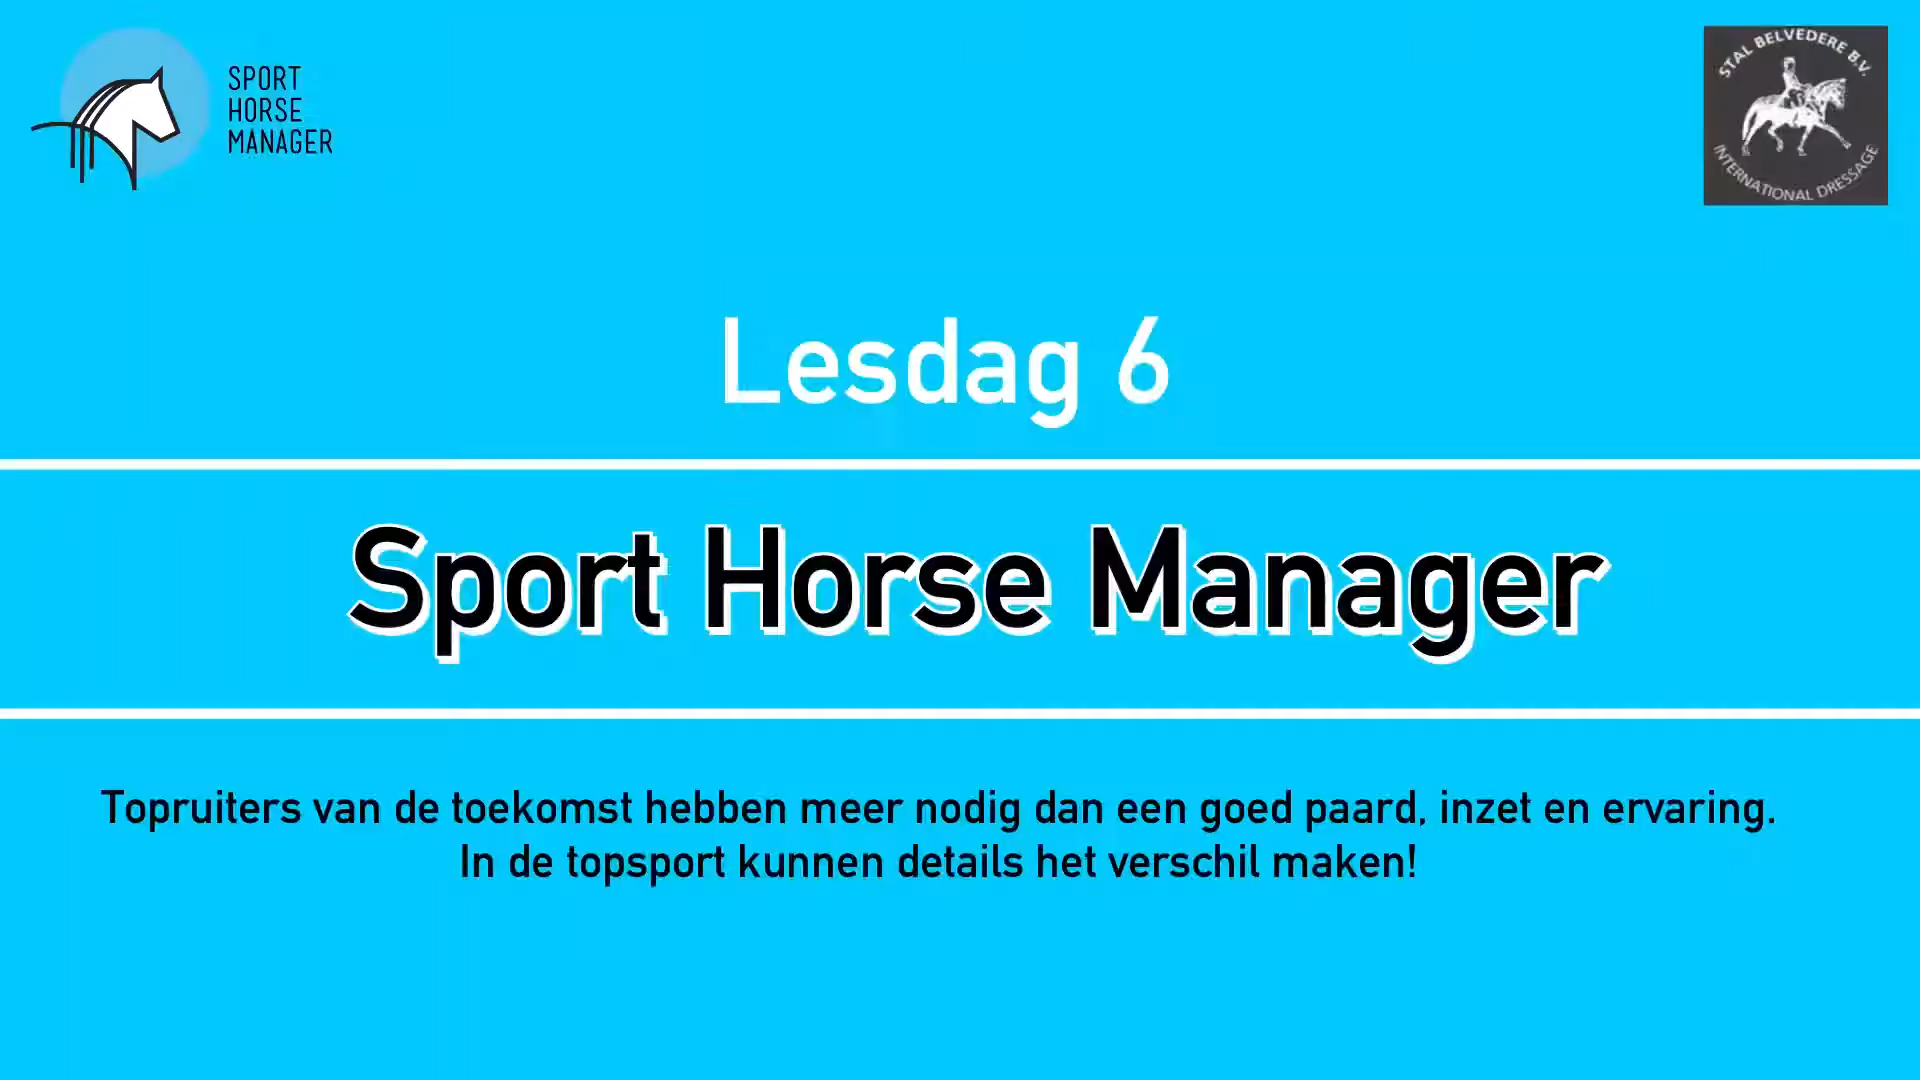 SPORT
HORSE
MANAGER
STAL BELVEDERE B.V.
INTERNATIONAL DRESSAGE
Lesdag 6
Sport Horse Manager
Topruiters van de toekomst hebben meer nodig dan een goed paard, inzet en ervaring.
In de topsport kunnen details het verschil maken!